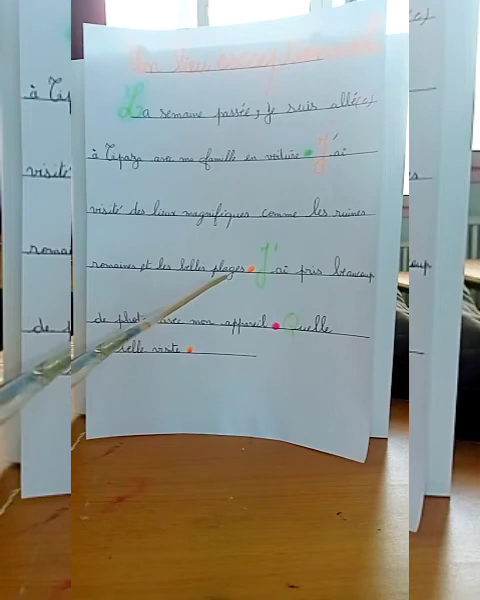 Un lieu exceptionnel
La semaine passée, je suis allé(e)
à Tipaza avec ma famille en voiture. J'ai
visité des lieux magnifiques comme les ruines
romaines et les belles plages. J'ai pris beaucoup
de photos avec mon appareil. Quelle
belle visite.